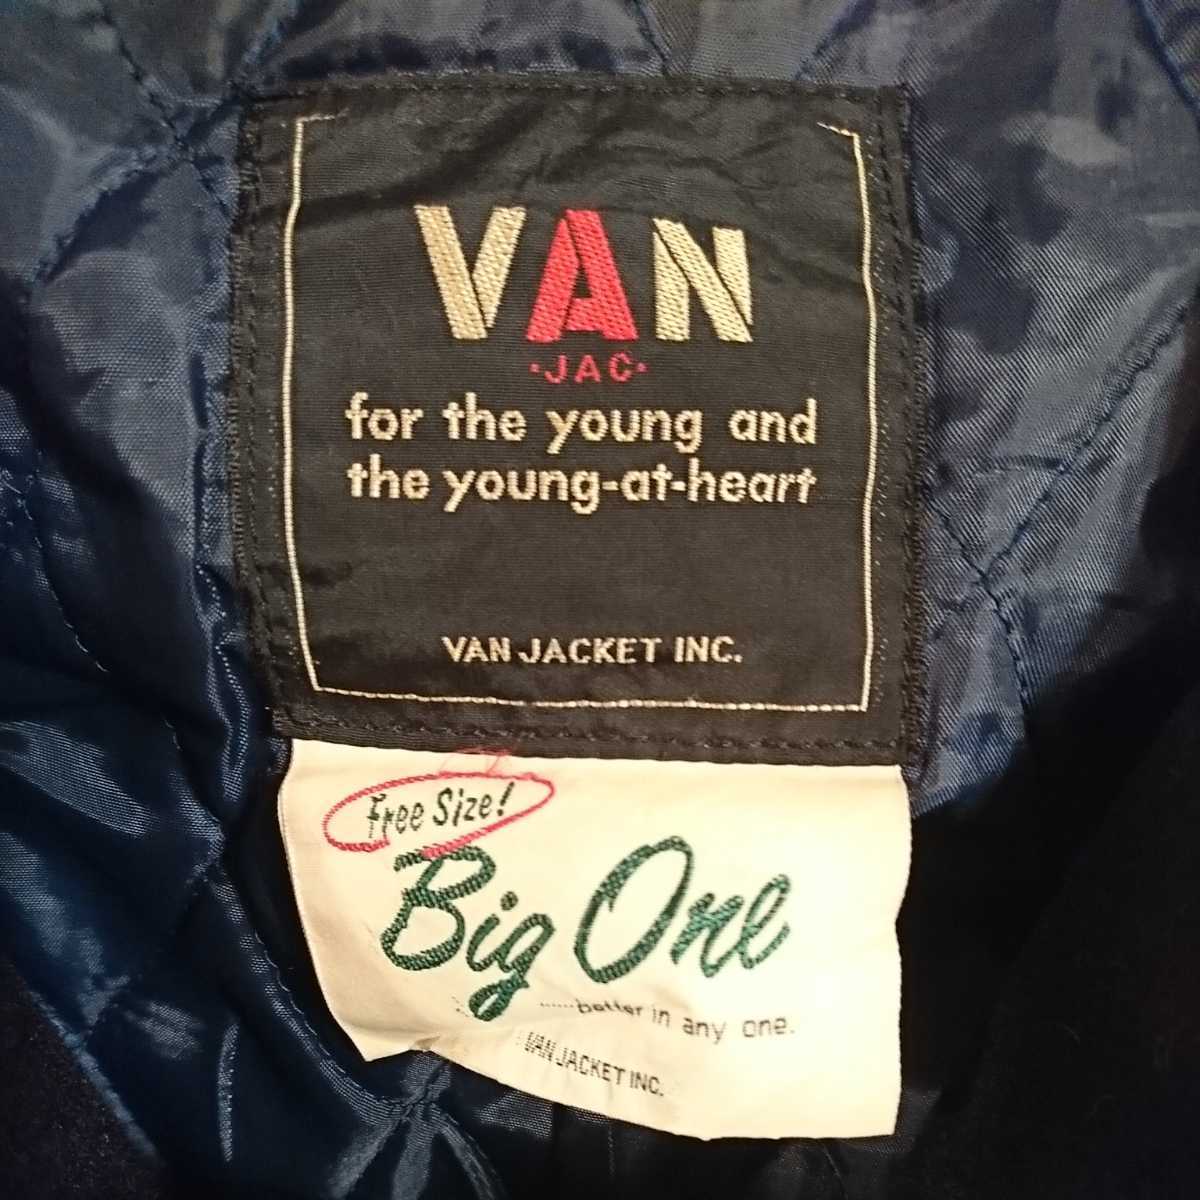 VAN
·JAC·
for the young and
the young-at-heart
VAN JACKET INC.
Free Size!
Big One
......better in any one.
VAN JACKET INC.